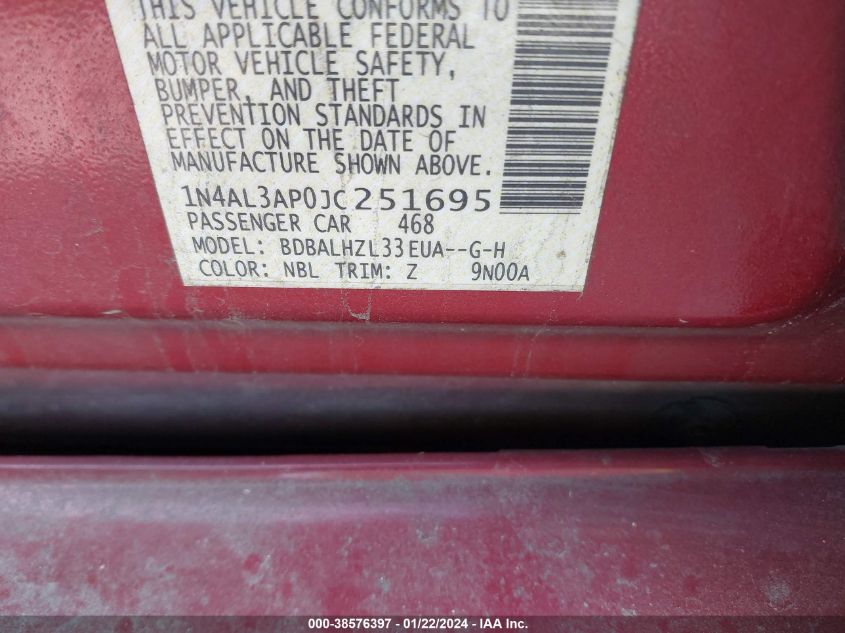 THIS VEHICLE CONFORMS TO
ALL APPLICABLE FEDERAL
MOTOR VEHICLE SAFETY,
BUMPER, AND THEFT
PREVENTION STANDARDS IN
EFFECT ON THE DATE OF
MANUFACTURE SHOWN ABOVE.
1N4AL3AP0JC251695
PASSENGER CAR 468
MODEL: BDBALHZL33EUA--G-H
COLOR: NBL TRIM: Z 9N00A
000-38576397 - 01/22/2024 - IAA Inc.